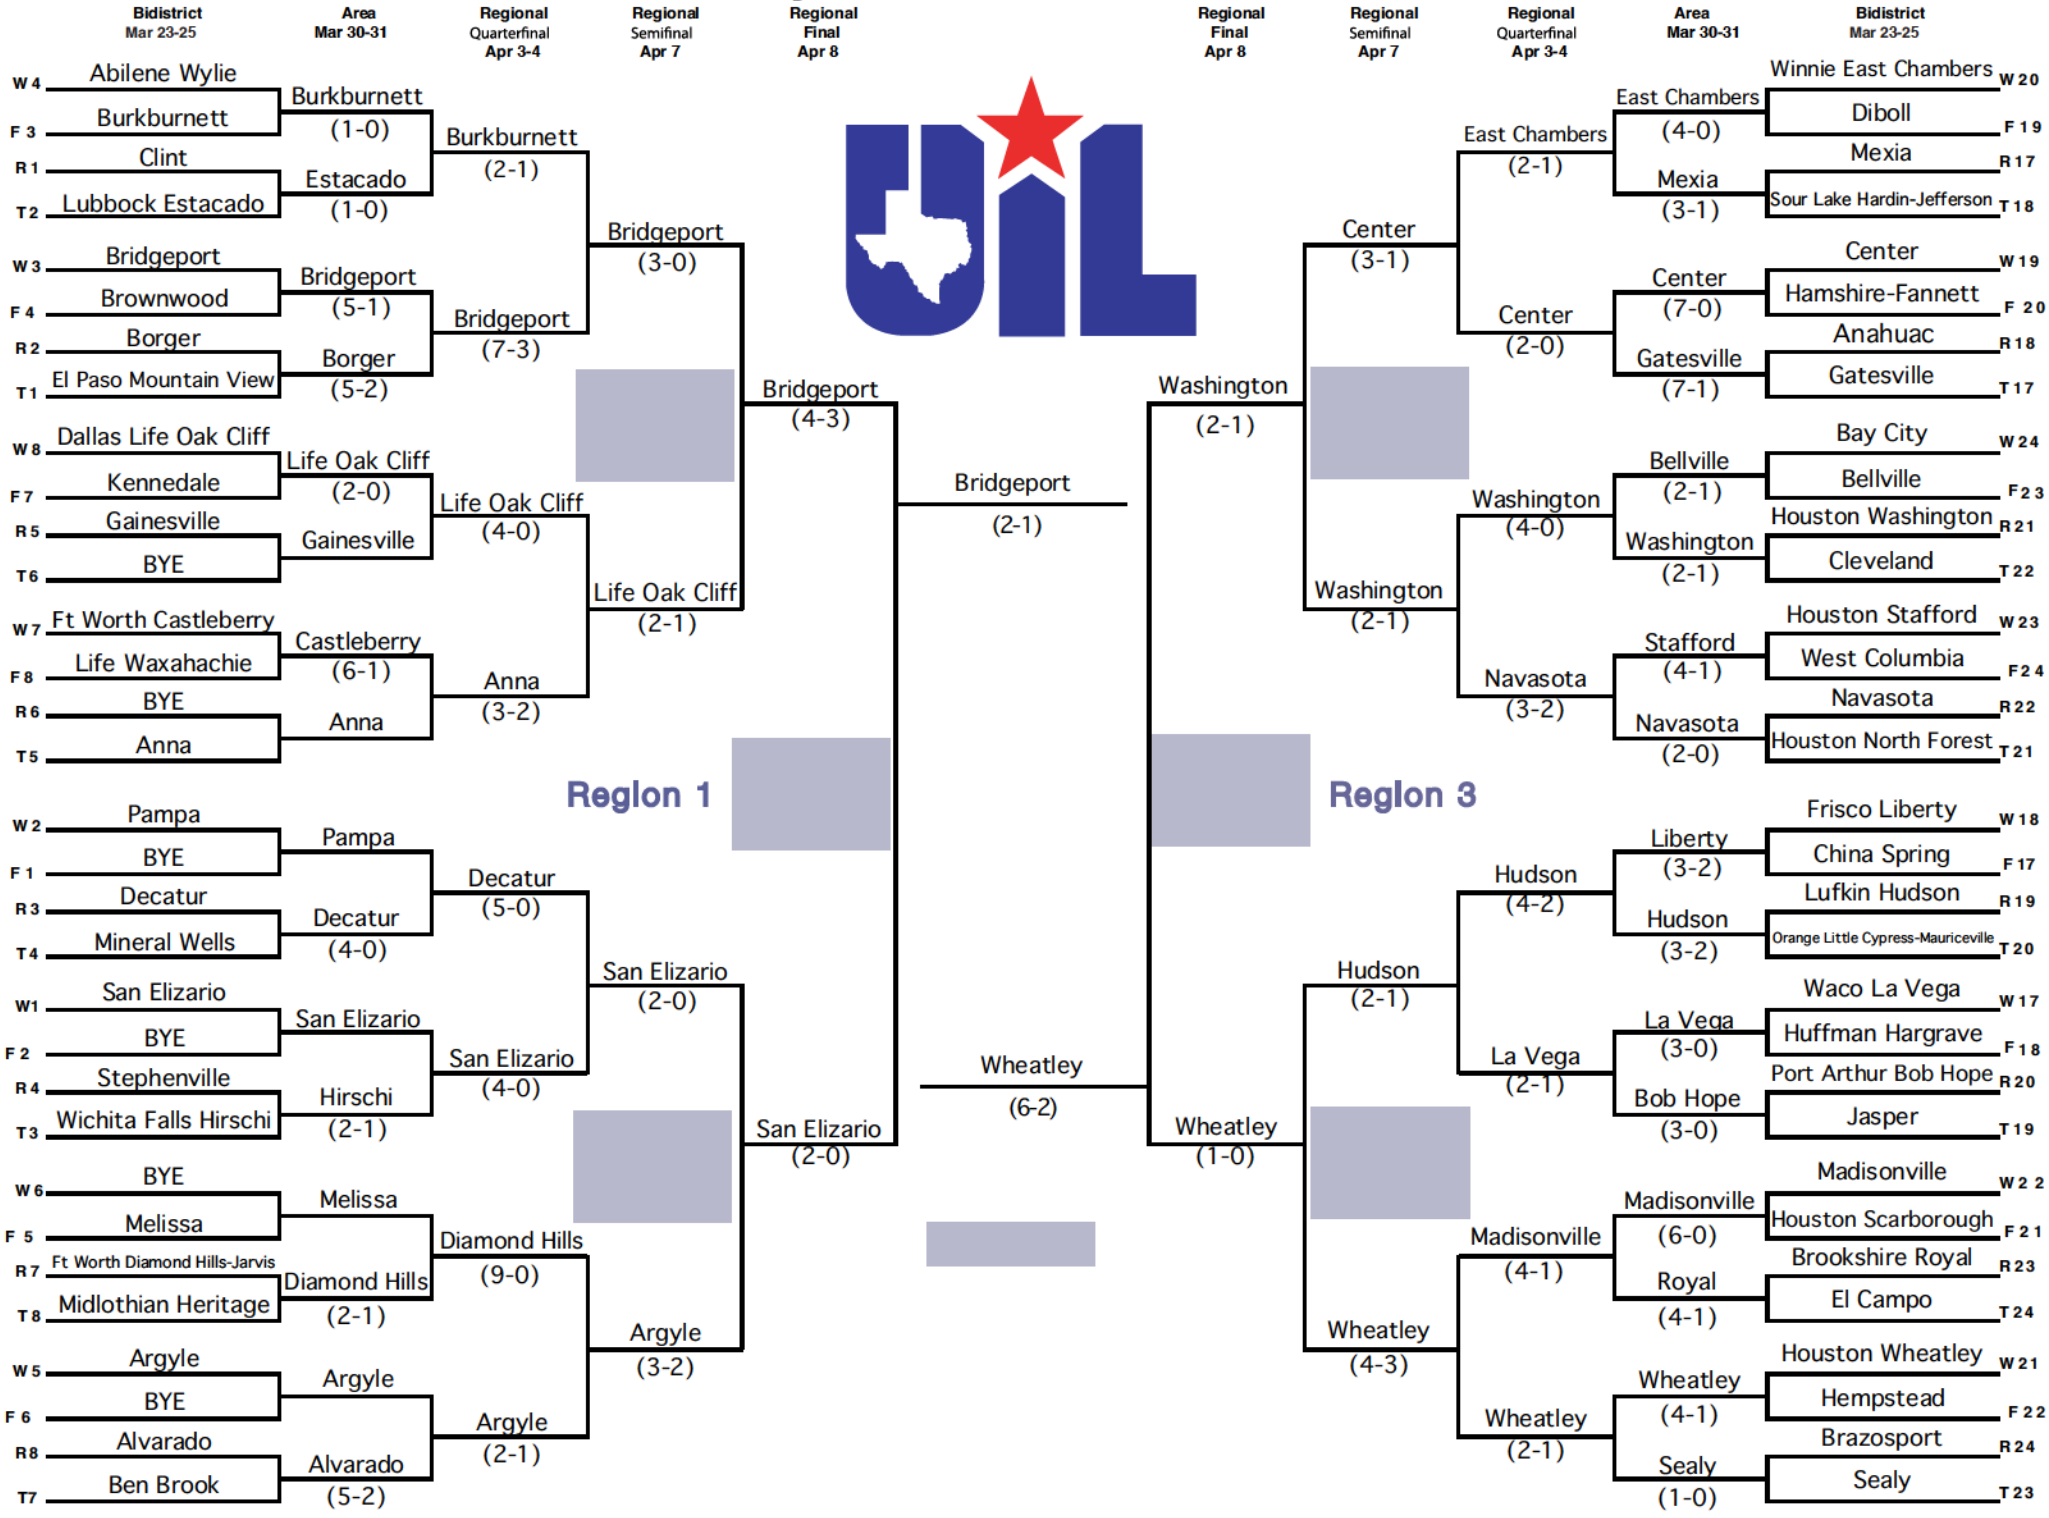 Bidistrict
Mar 23-25
Area
Mar 30-31
Regional
Quarterfinal
Apr 3-4
Regional
Semifinal
Apr 7
Regional
Final
Apr 8
Regional
Final
Apr 8
Regional
Semifinal
Apr 7
Regional
Quarterfinal
Apr 3-4
Area
Mar 30-31
Bidistrict
Mar 23-25
W 4 Abilene Wylie
F 3 Burkburnett
R 1 Clint
T 2 Lubbock Estacado
W 3 Bridgeport
F 4 Brownwood
R 2 Borger
T 1 El Paso Mountain View
W 8 Dallas Life Oak Cliff
F 7 Kennedale
R 5 Gainesville
T 6 BYE
W 7 Ft Worth Castleberry
F 8 Life Waxahachie
R 6 BYE
T 5 Anna
W 2 Pampa
F 1 BYE
R 3 Decatur
T 4 Mineral Wells
W1 San Elizario
F 2 BYE
R 4 Stephenville
T 3 Wichita Falls Hirschi
W 6 BYE
F 5 Melissa
R 7 Ft Worth Diamond Hills-Jarvis
T 8 Midlothian Heritage
W 5 Argyle
F 6 BYE
R 8 Alvarado
T7 Ben Brook
Burkburnett
(1-0)
Estacado
(1-0)
Bridgeport
(5-1)
Borger
(5-2)
Life Oak Cliff
(2-0)
Gainesville
Castleberry
(6-1)
Anna
Pampa
Decatur
(4-0)
San Elizario
Hirschi
(2-1)
Melissa
Diamond Hills
(2-1)
Argyle
Alvarado
(5-2)
Burkburnett
(2-1)
Bridgeport
(7-3)
Life Oak Cliff
(4-0)
Anna
(3-2)
Decatur
(5-0)
San Elizario
(4-0)
Diamond Hills
(9-0)
Argyle
(2-1)
Bridgeport
(3-0)
Life Oak Cliff
(2-1)
Region 1
San Elizario
(2-0)
Argyle
(3-2)
Bridgeport
(4-3)
San Elizario
(2-0)
UIL
Bridgeport
(2-1)
Wheatley
(6-2)
Washington
(2-1)
Wheatley
(1-0)
Center
(3-1)
Washington
(2-1)
Region 3
Hudson
(2-1)
Wheatley
(4-3)
East Chambers
(2-1)
Center
(2-0)
Washington
(4-0)
Navasota
(3-2)
Hudson
(4-2)
La Vega
(2-1)
Madisonville
(4-1)
Wheatley
(2-1)
East Chambers
(4-0)
Mexia
(3-1)
Center
(7-0)
Gatesville
(7-1)
Bellville
(2-1)
Washington
(2-1)
Stafford
(4-1)
Navasota
(2-0)
Liberty
(3-2)
Hudson
(3-2)
La Vega
(3-0)
Bob Hope
(3-0)
Madisonville
(6-0)
Royal
(4-1)
Wheatley
(4-1)
Sealy
(1-0)
Winnie East Chambers W 20
Diboll F 19
Mexia R 17
Sour Lake Hardin-Jefferson T 18
Center W 19
Hamshire-Fannett F 20
Anahuac R 18
Gatesville T 17
Bay City W 24
Bellville F 2 3
Houston Washington R 21
Cleveland T 22
Houston Stafford W 23
West Columbia F 2 4
Navasota R 22
Houston North Forest T 21
Frisco Liberty W 18
China Spring F 17
Lufkin Hudson R 19
Orange Little Cypress-Mauriceville T 20
Waco La Vega W 17
Huffman Hargrave F 18
Port Arthur Bob Hope R 20
Jasper T 19
Madisonville W 2 2
Houston Scarborough F 21
Brookshire Royal R 23
El Campo T 24
Houston Wheatley W 21
Hempstead F 22
Brazosport R 24
Sealy T 23